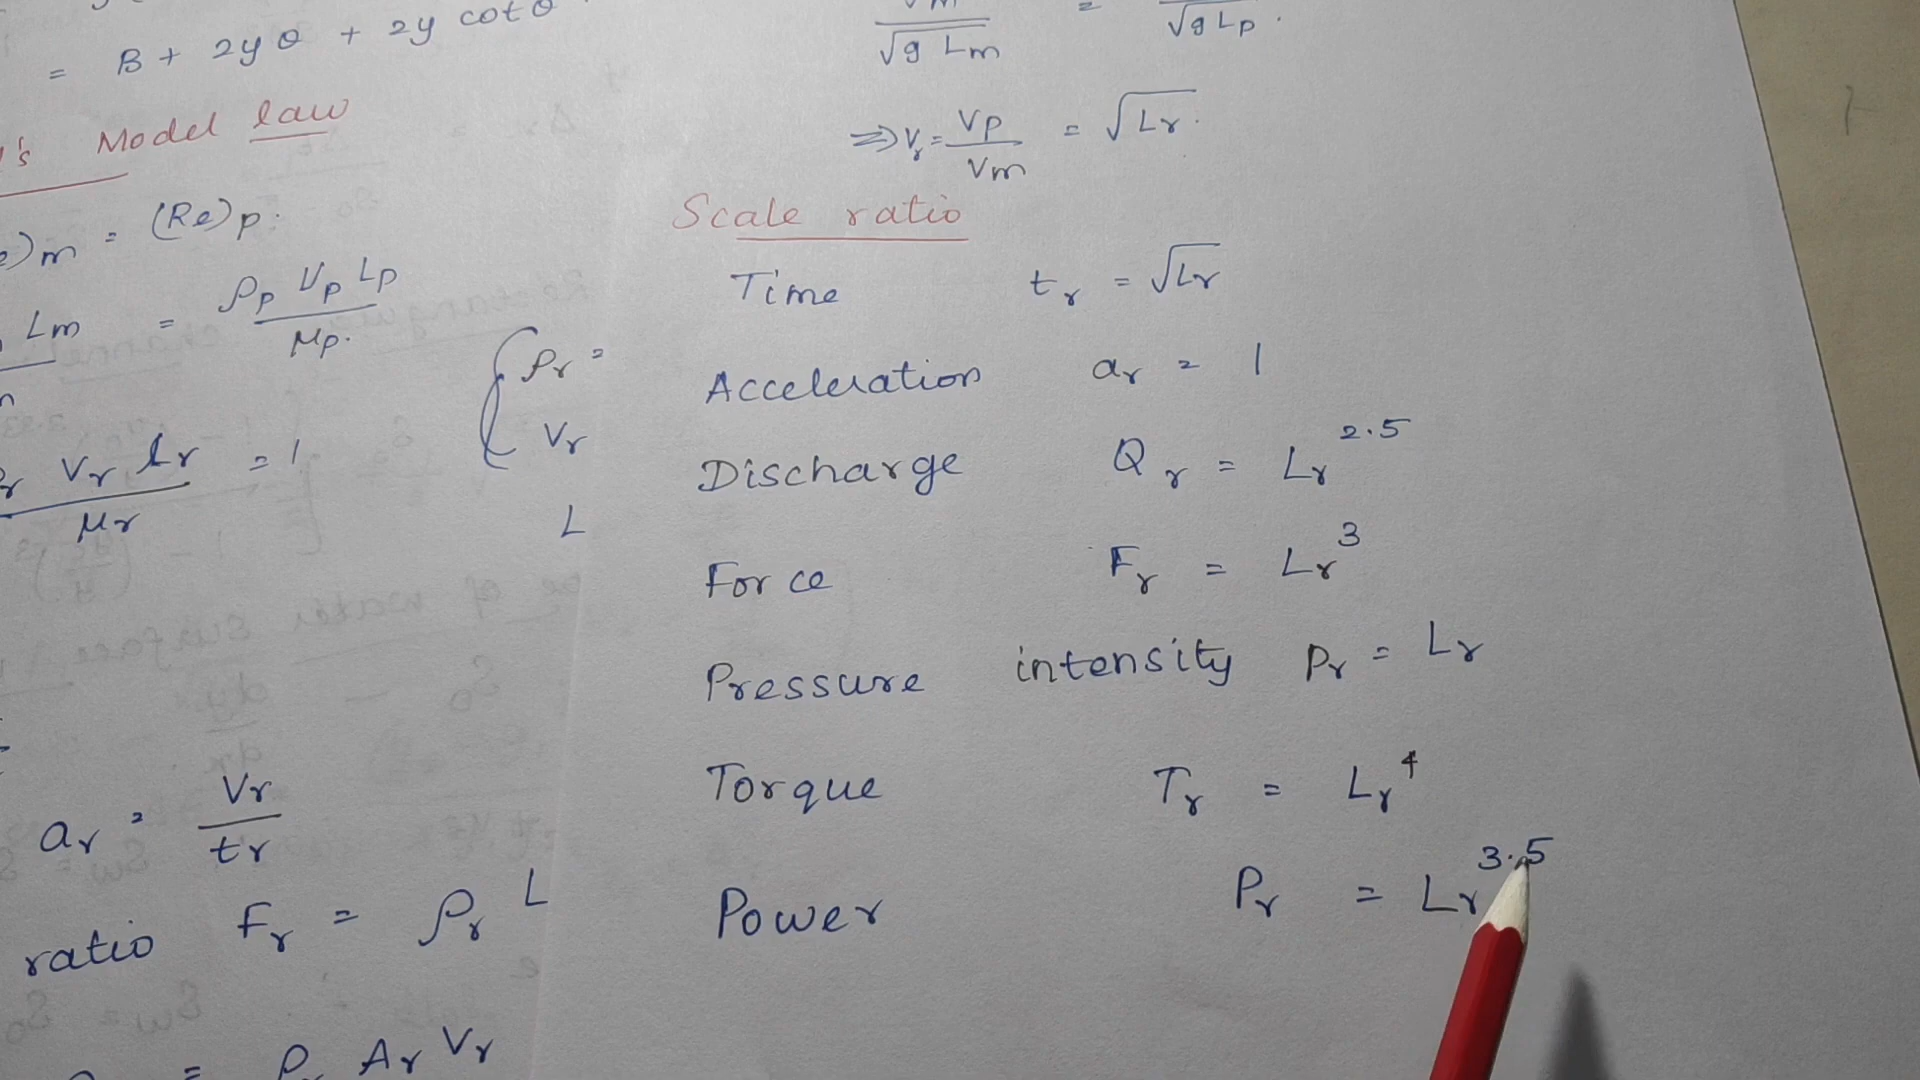 = B + 2yθ + 2y cotθ
's Model law
)m = (Re)p.
Lm = ρp Vp Lp
μp.
Vr Lr = 1
μr
ar = Vr
tr
ratio Fr = ρr L
= ρ Ar Vr
{ρr =
Vr
L
√g Lm = √g Lp.
⇒ Vr = Vp = √Lr.
Vm
Scale ratio
Time tr = √Lr
Acceleration ar = 1
Discharge Qr = Lr^2.5
Force Fr = Lr^3
Pressure intensity Pr = Lr
Torque Tr = Lr^4
Power Pr = Lr^3.5